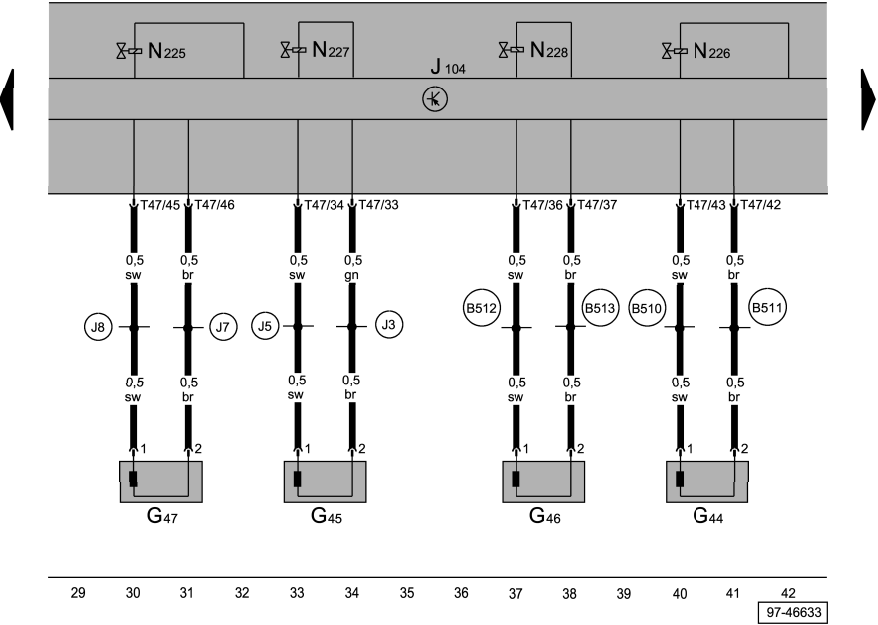 N225 N227 N228 N226
J 104
T47/45 T47/46 T47/34 T47/33 T47/36 T47/37 T47/43 T47/42
0,5 0,5 0,5 0,5 0,5 0,5 0,5 0,5
sw br sw gn sw br sw br
B512 B513 B510 B511
J8 J7 J5 J3
0,5 0,5 0,5 0,5 0,5 0,5 0,5 0,5
sw br sw br sw br sw br
1 2 1 2 1 2 1 2
G47 G45 G46 G44
29 30 31 32 33 34 35 36 37 38 39 40 41 42
97-46633